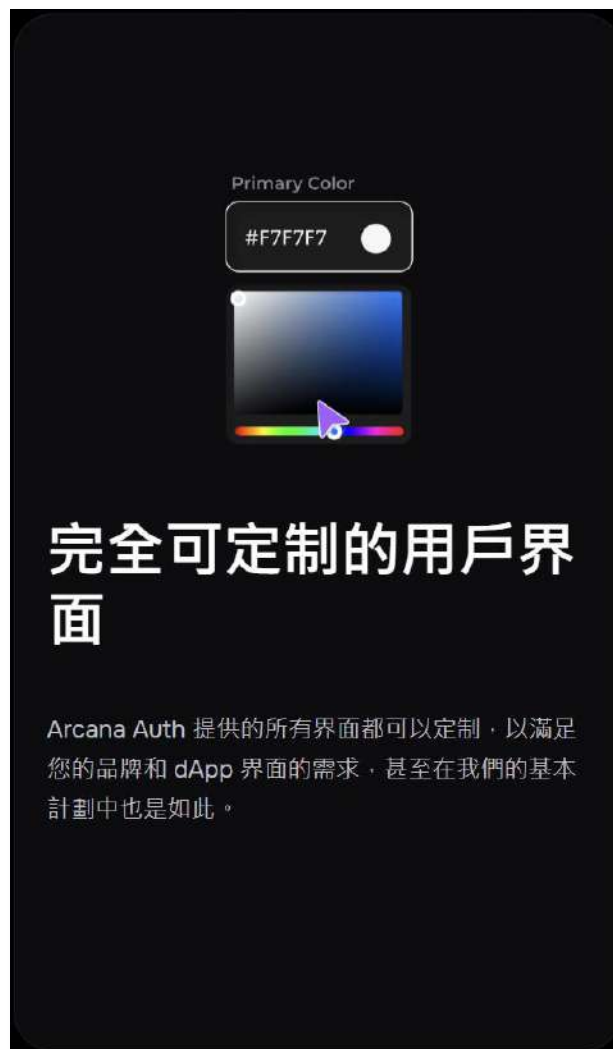 Primary Color
#F7F7F7
完全可定制的用戶界
面
Arcana Auth 提供的所有界面都可以定制，以滿足
您的品牌和 dApp 界面的需求，甚至在我們的基本
計劃中也是如此。